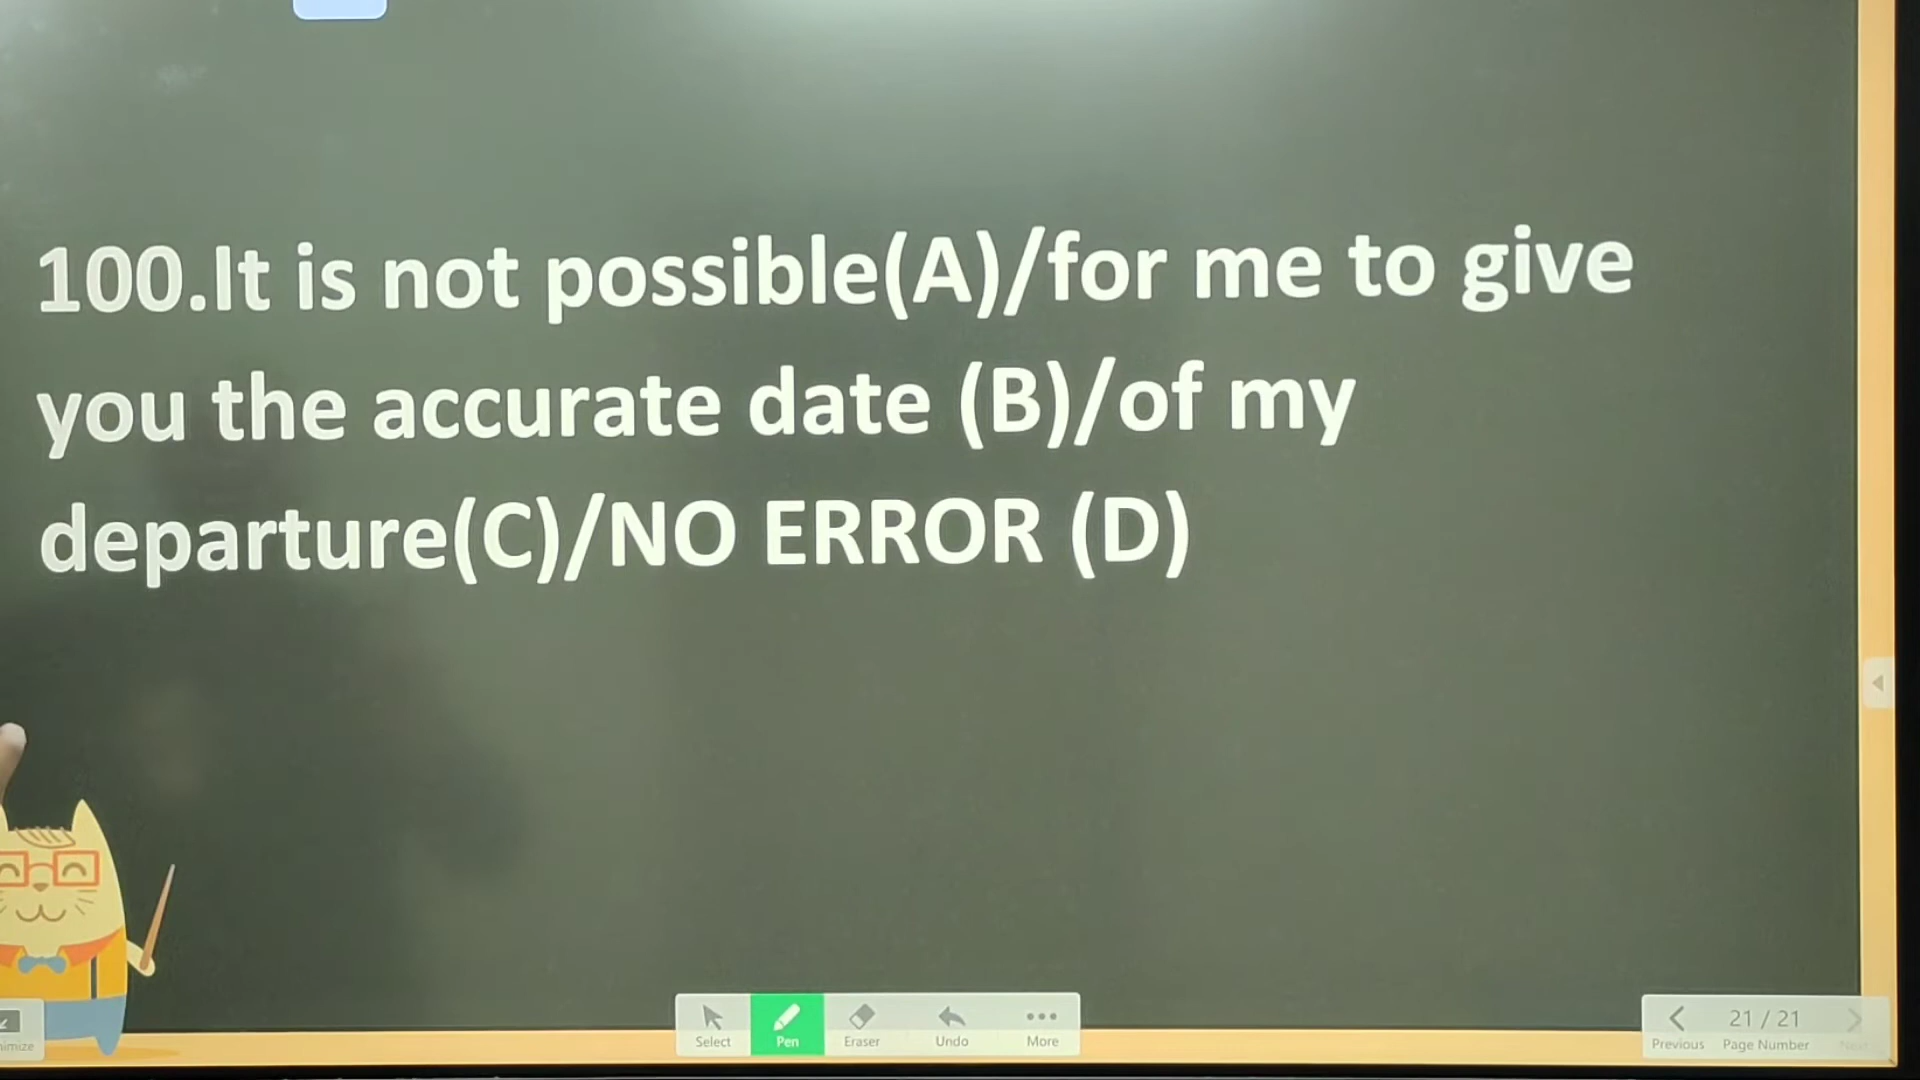 100.It is not possible(A)/for me to give
you the accurate date (B)/of my
departure(C)/NO ERROR (D)
Select Pen Eraser Undo More
21 / 21
Previous Page Number